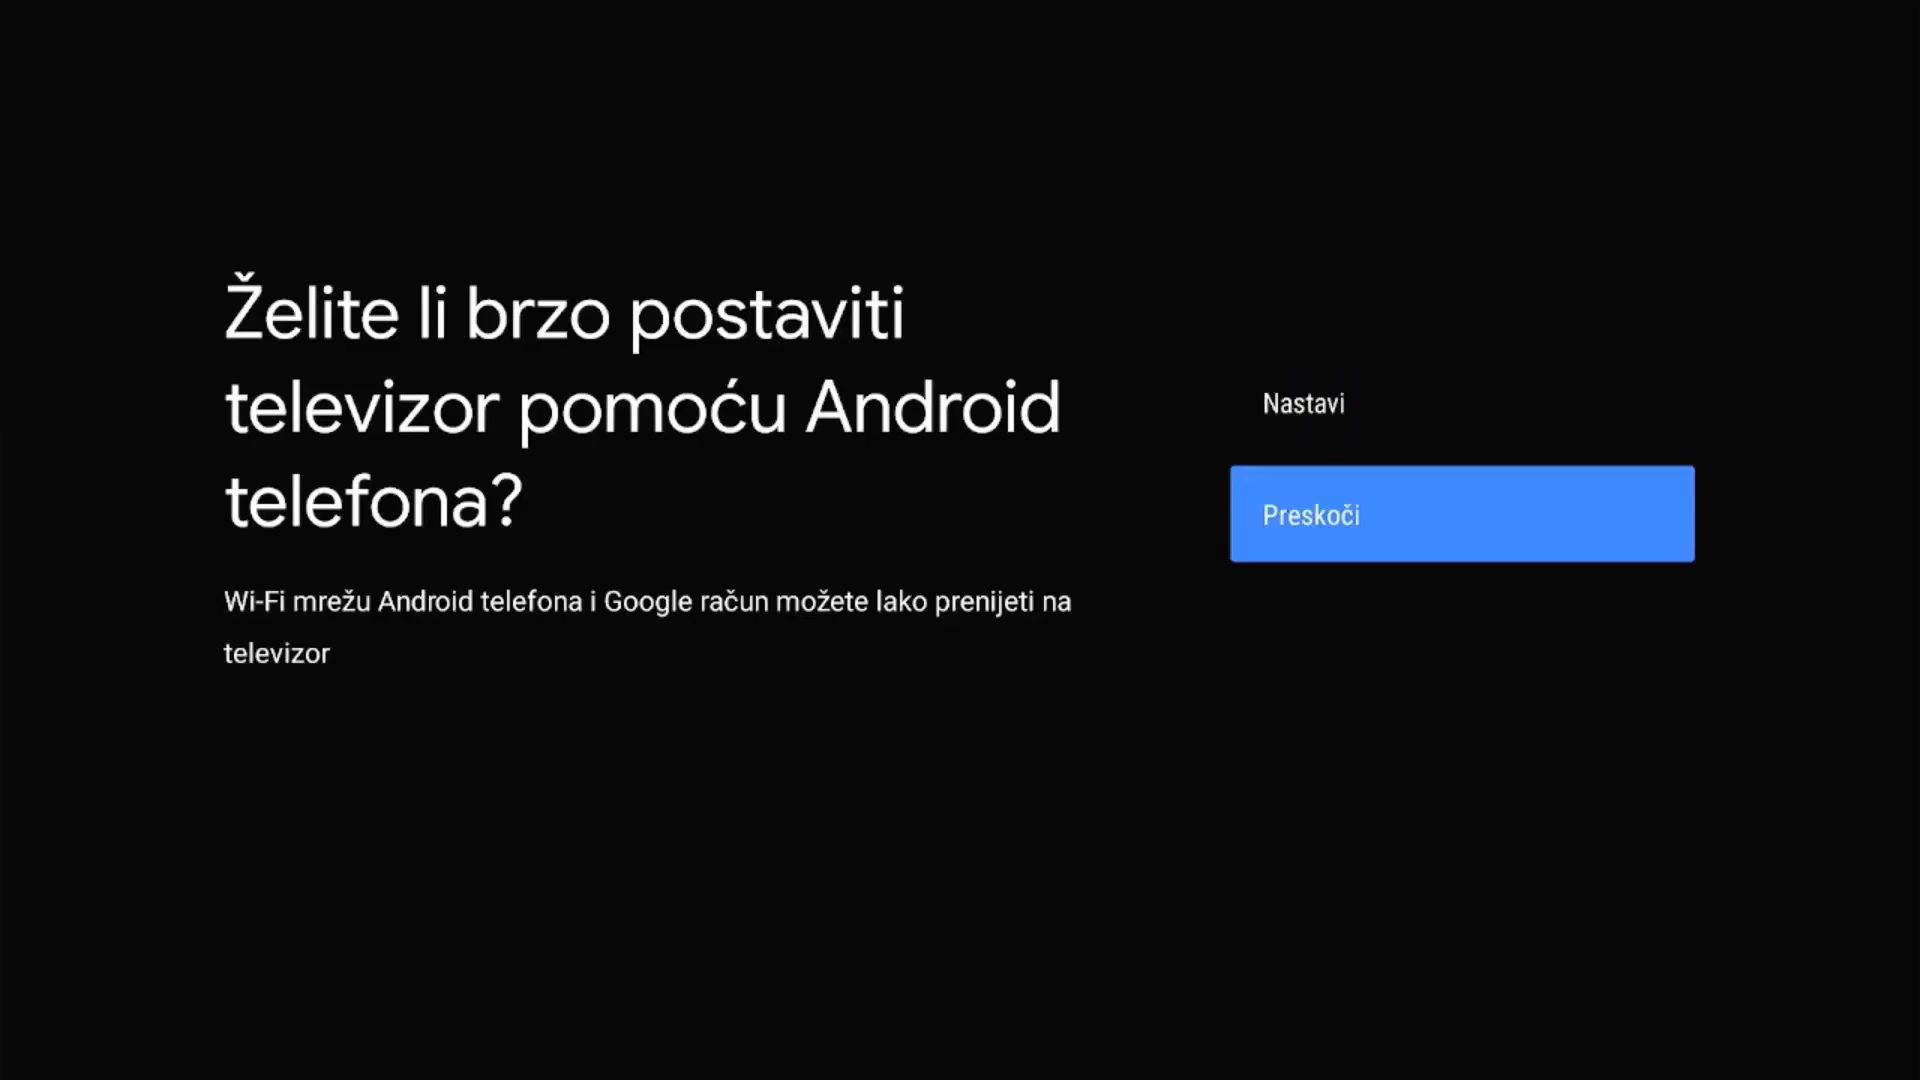 Želite li brzo postaviti
televizor pomoću Android
telefona?
Wi-Fi mrežu Android telefona i Google račun možete lako prenijeti na
televizor
Nastavi
Preskoči